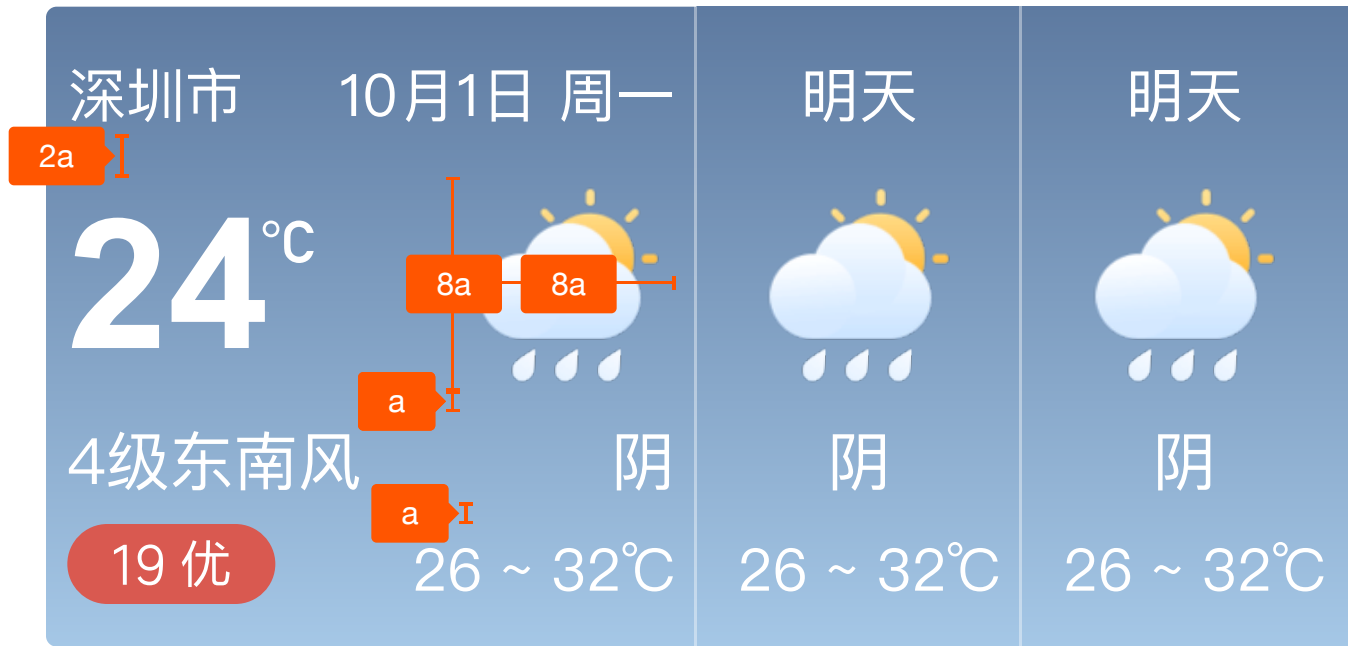 深圳市 10月1日 周一
2a
24℃
8a 8a
a
4级东南风 阴
a
19 优 26 ~ 32℃
明天
阴
26 ~ 32℃
明天
阴
26 ~ 32℃